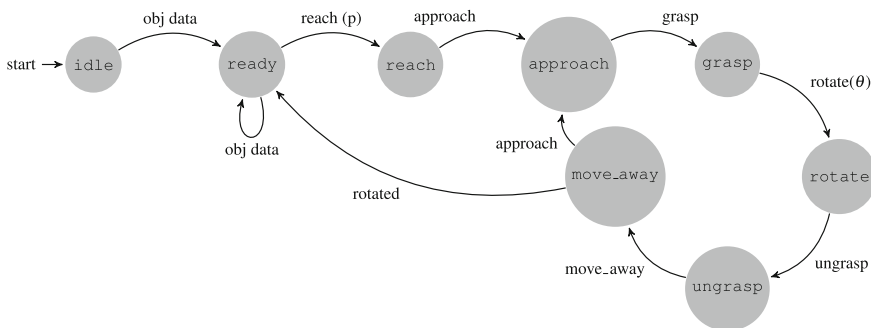 obj data
reach (p)
approach
grasp
start
idle
ready
reach
approach
grasp
rotate(θ)
obj data
approach
move_away
rotate
rotated
ungrasp
move_away
ungrasp